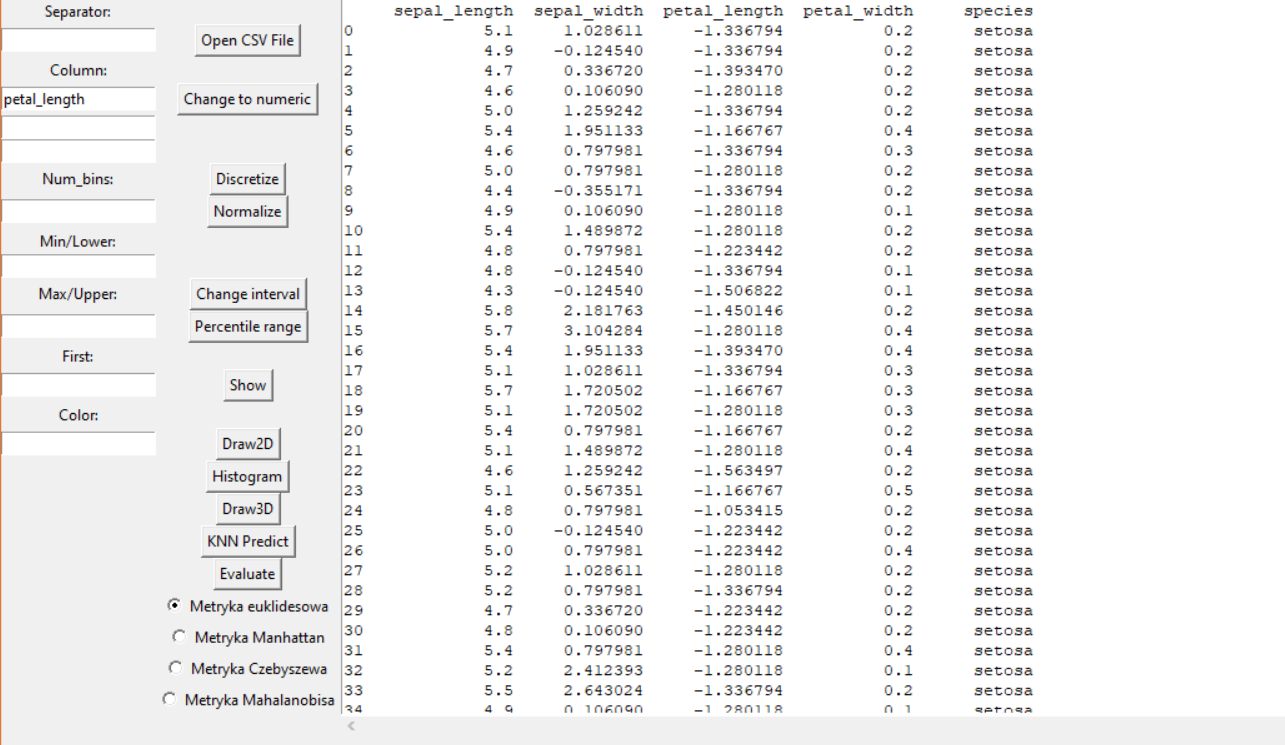 Separator:
Open CSV File
Column:
petal_length
Change to numeric
Num_bins:
Discretize
Normalize
Min/Lower:
Max/Upper:
Change interval
Percentile range
First:
Show
Color:
Draw2D
Histogram
Draw3D
KNN Predict
Evaluate
Metryka euklidesowa
Metryka Manhattan
Metryka Czebyszewa
Metryka Mahalanobisa
sepal_length sepal_width petal_length petal_width species
0 5.1 1.028611 -1.336794 0.2 setosa
1 4.9 -0.124540 -1.336794 0.2 setosa
2 4.7 0.336720 -1.393470 0.2 setosa
3 4.6 0.106090 -1.280118 0.2 setosa
4 5.0 1.259242 -1.336794 0.2 setosa
5 5.4 1.951133 -1.166767 0.4 setosa
6 4.6 0.797981 -1.336794 0.3 setosa
7 5.0 0.797981 -1.280118 0.2 setosa
8 4.4 -0.355171 -1.336794 0.2 setosa
9 4.9 0.106090 -1.280118 0.1 setosa
10 5.4 1.489872 -1.280118 0.2 setosa
11 4.8 0.797981 -1.223442 0.2 setosa
12 4.8 -0.124540 -1.336794 0.1 setosa
13 4.3 -0.124540 -1.506822 0.1 setosa
14 5.8 2.181763 -1.450146 0.2 setosa
15 5.7 3.104284 -1.280118 0.4 setosa
16 5.4 1.951133 -1.393470 0.4 setosa
17 5.1 1.028611 -1.336794 0.3 setosa
18 5.7 1.720502 -1.166767 0.3 setosa
19 5.1 1.720502 -1.280118 0.3 setosa
20 5.4 0.797981 -1.166767 0.2 setosa
21 5.1 1.489872 -1.280118 0.4 setosa
22 4.6 1.259242 -1.563497 0.2 setosa
23 5.1 0.567351 -1.166767 0.5 setosa
24 4.8 0.797981 -1.053415 0.2 setosa
25 5.0 -0.124540 -1.223442 0.2 setosa
26 5.0 0.797981 -1.223442 0.4 setosa
27 5.2 1.028611 -1.280118 0.2 setosa
28 5.2 0.797981 -1.336794 0.2 setosa
29 4.7 0.336720 -1.223442 0.2 setosa
30 4.8 0.106090 -1.223442 0.2 setosa
31 5.4 0.797981 -1.280118 0.4 setosa
32 5.2 2.412393 -1.280118 0.1 setosa
33 5.5 2.643024 -1.336794 0.2 setosa
34 4.9 0.106090 -1.280118 0.1 setosa